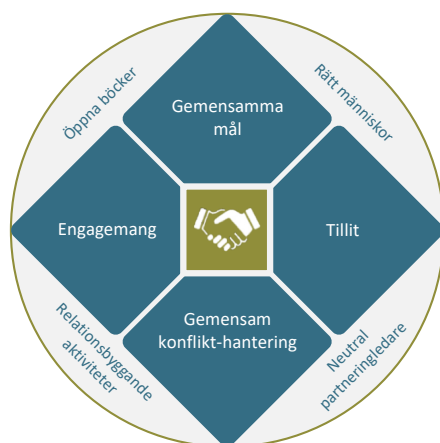 Öppna böcker
Rätt människor
Gemensamma
mål
Engagemang
Tillit
Gemensam
konflikt-hantering
Relationsbyggande
aktiviteter
Neutral
partneringledare